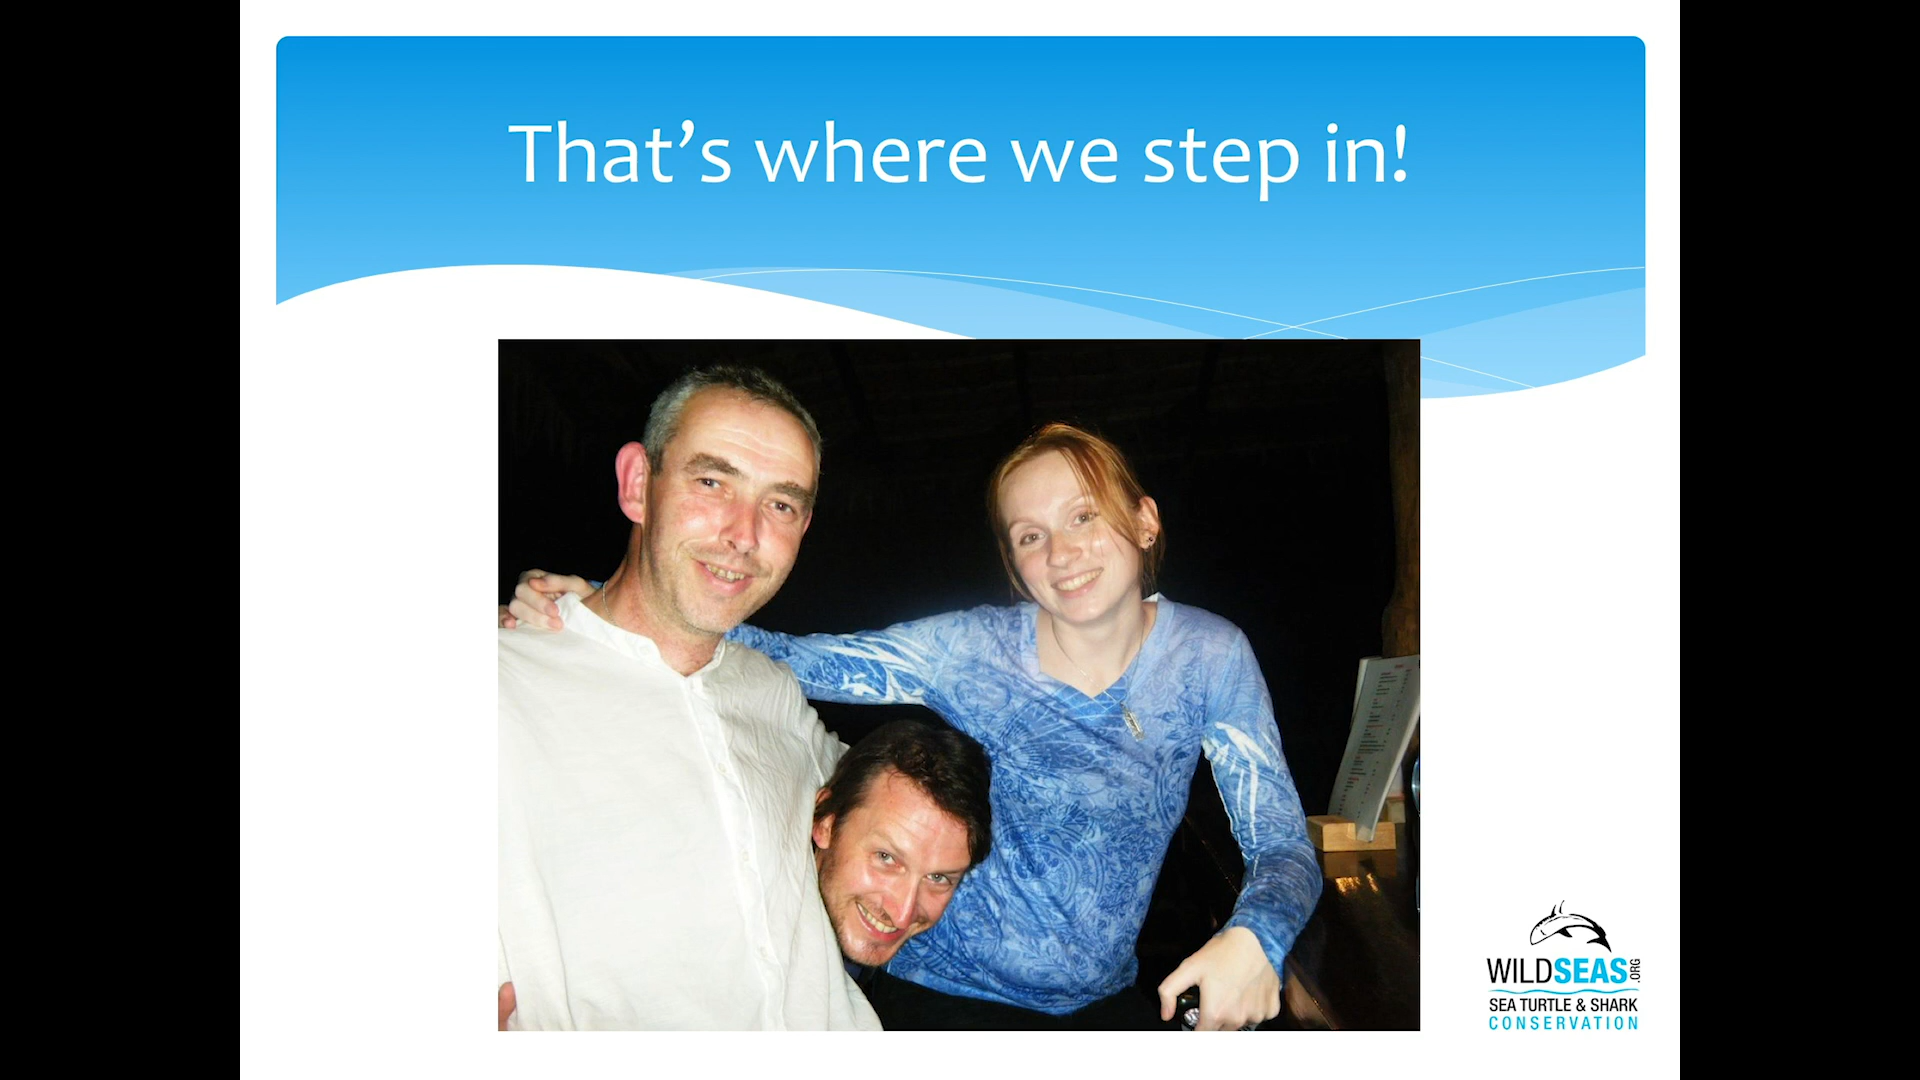 That’s where we step in!
WILDSEAS.ORG
SEA TURTLE & SHARK
CONSERVATION